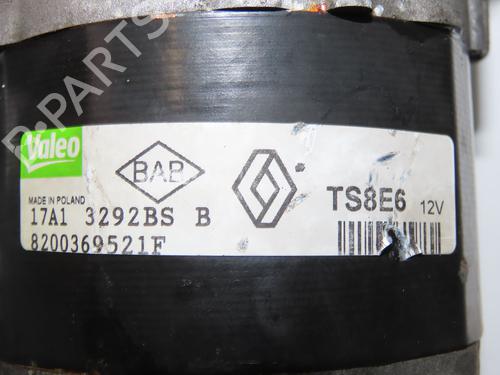 Valeo
BAB
MADE IN POLAND
TS8E6 12V
17A1 3292BS B
8200369521F
B-PARTS